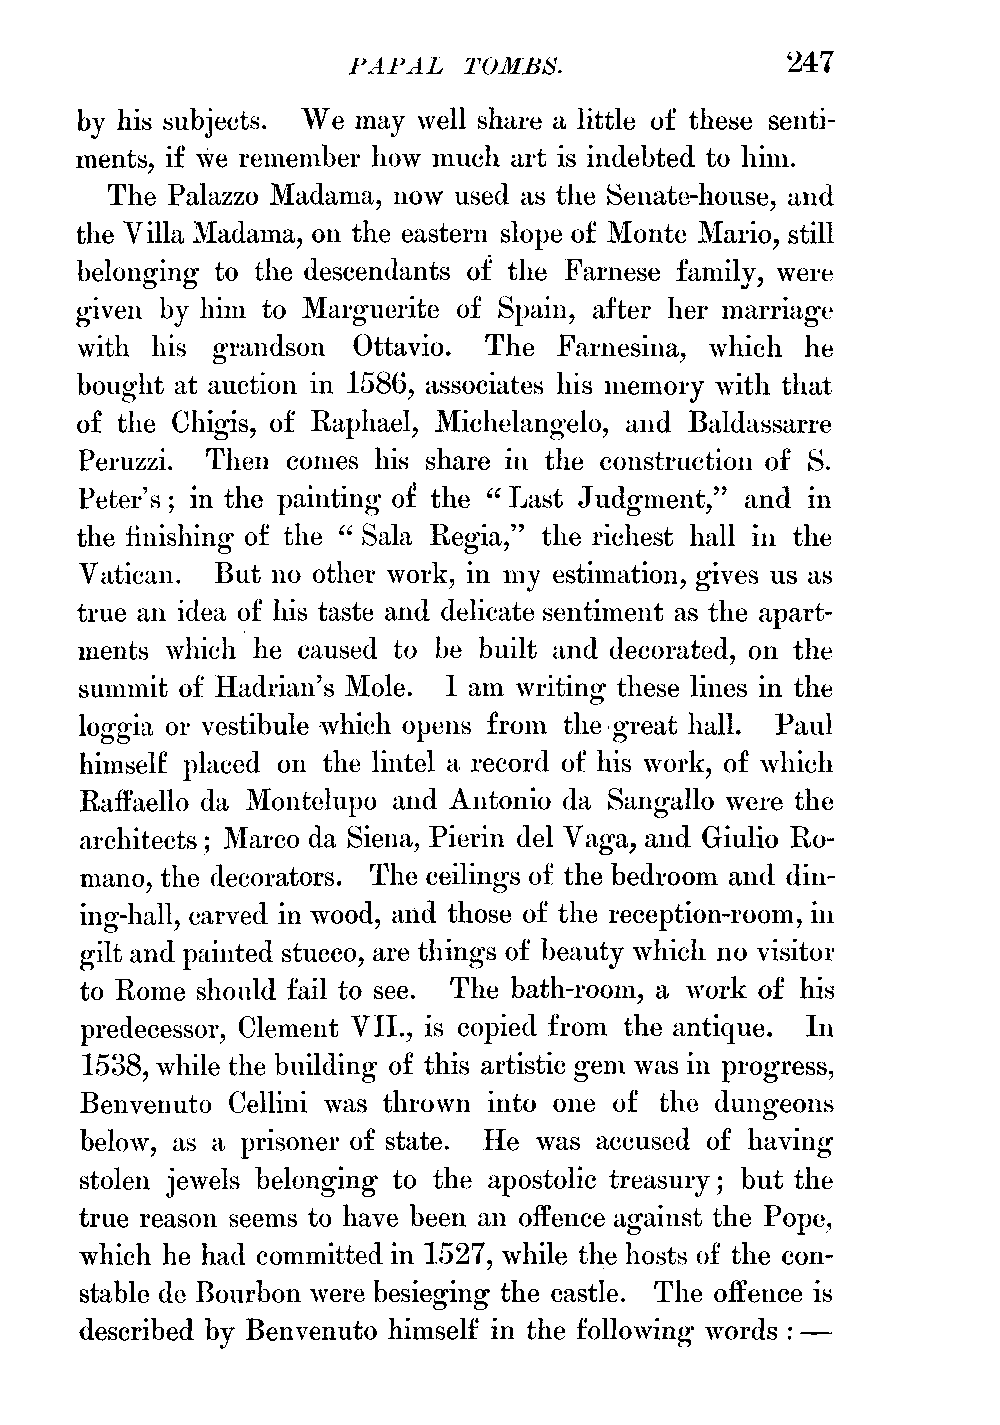 PAPAL TOMBS. 247
by his subjects. We may well share a little of these senti-
ments, if we remember how much art is indebted to him.
The Palazzo Madama, now used as the Senate-house, and
the Villa Madama, on the eastern slope of Monte Mario, still
belonging to the descendants of the Farnese family, were
given by him to Marguerite of Spain, after her marriage
with his grandson Ottavio. The Farnesina, which he
bought at auction in 1586, associates his memory with that
of the Chigis, of Raphael, Michelangelo, and Baldassarre
Peruzzi. Then comes his share in the construction of S.
Peter's; in the painting of the "Last Judgment," and in
the finishing of the "Sala Regia," the richest hall in the
Vatican. But no other work, in my estimation, gives us as
true an idea of his taste and delicate sentiment as the apart-
ments which he caused to be built and decorated, on the
summit of Hadrian's Mole. I am writing these lines in the
loggia or vestibule which opens from the great hall. Paul
himself placed on the lintel a record of his work, of which
Raffaello da Montelupo and Antonio da Sangallo were the
architects; Marco da Siena, Pierin del Vaga, and Giulio Ro-
mano, the decorators. The ceilings of the bedroom and din-
ing-hall, carved in wood, and those of the reception-room, in
gilt and painted stucco, are things of beauty which no visitor
to Rome should fail to see. The bath-room, a work of his
predecessor, Clement VII., is copied from the antique. In
1538, while the building of this artistic gem was in progress,
Benvenuto Cellini was thrown into one of the dungeons
below, as a prisoner of state. He was accused of having
stolen jewels belonging to the apostolic treasury; but the
true reason seems to have been an offence against the Pope,
which he had committed in 1527, while the hosts of the con-
stable de Bourbon were besieging the castle. The offence is
described by Benvenuto himself in the following words : —